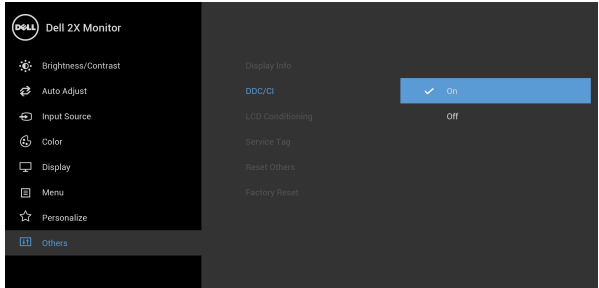 DELL Dell 2X Monitor
Brightness/Contrast
Auto Adjust
Input Source
Color
Display
Menu
Personalize
Others
Display Info
DDC/CI
LCD Conditioning
Service Tag
Reset Others
Factory Reset
On
Off